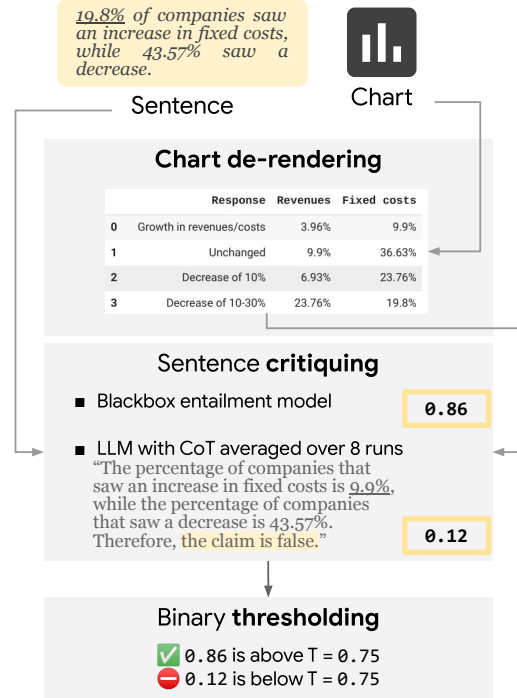 19.8% of companies saw
an increase in fixed costs,
while 43.57% saw a
decrease.
Sentence
Chart
Chart de-rendering
Response Revenues Fixed costs
0 Growth in revenues/costs 3.96% 9.9%
1 Unchanged 9.9% 36.63%
2 Decrease of 10% 6.93% 23.76%
3 Decrease of 10-30% 23.76% 19.8%
Sentence critiquing
■ Blackbox entailment model
0.86
■ LLM with CoT averaged over 8 runs
“The percentage of companies that
saw an increase in fixed costs is 9.9%,
while the percentage of companies
that saw a decrease is 43.57%.
Therefore, the claim is false.”
0.12
Binary thresholding
✅ 0.86 is above T = 0.75
⛔ 0.12 is below T = 0.75